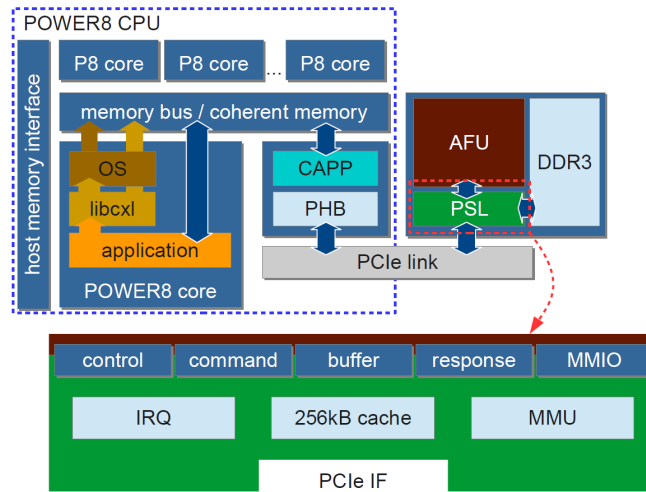 POWER8 CPU
host memory interface
P8 core
P8 core
...
P8 core
memory bus / coherent memory
OS
libcxl
application
POWER8 core
CAPP
PHB
PCIe link
AFU
PSL
DDR3
control
command
buffer
response
MMIO
IRQ
256kB cache
MMU
PCIe IF